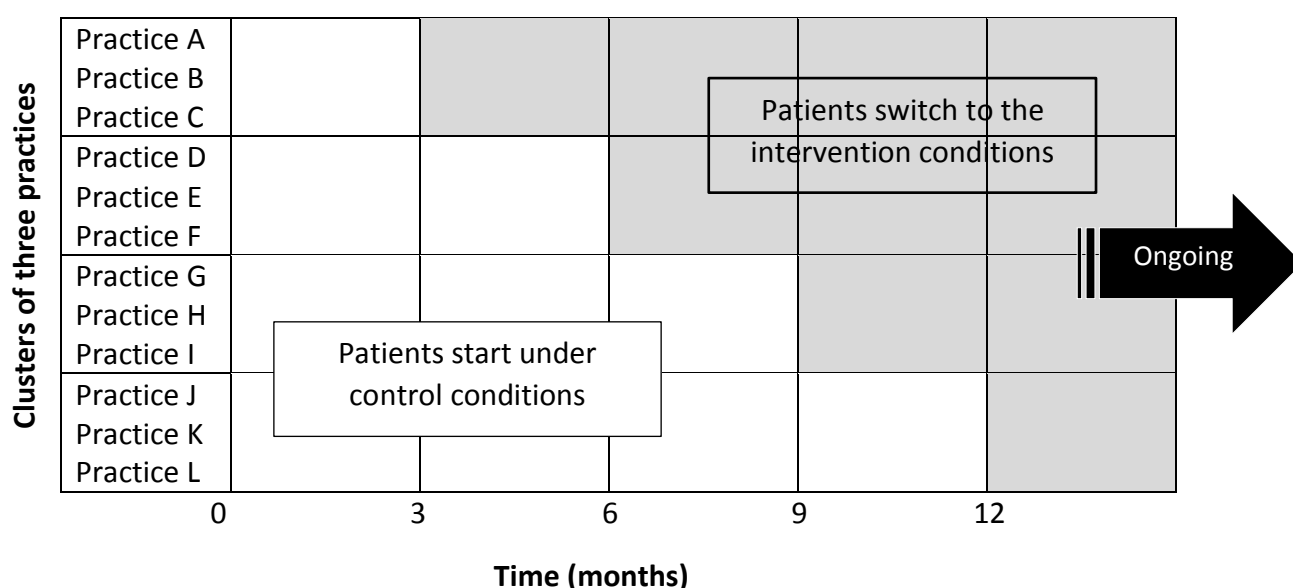 Clusters of three practices
Practice A
Practice B
Practice C
Practice D
Practice E
Practice F
Practice G
Practice H
Practice I
Practice J
Practice K
Practice L
Patients switch to the
intervention conditions
Ongoing
Patients start under
control conditions
0 3 6 9 12
Time (months)